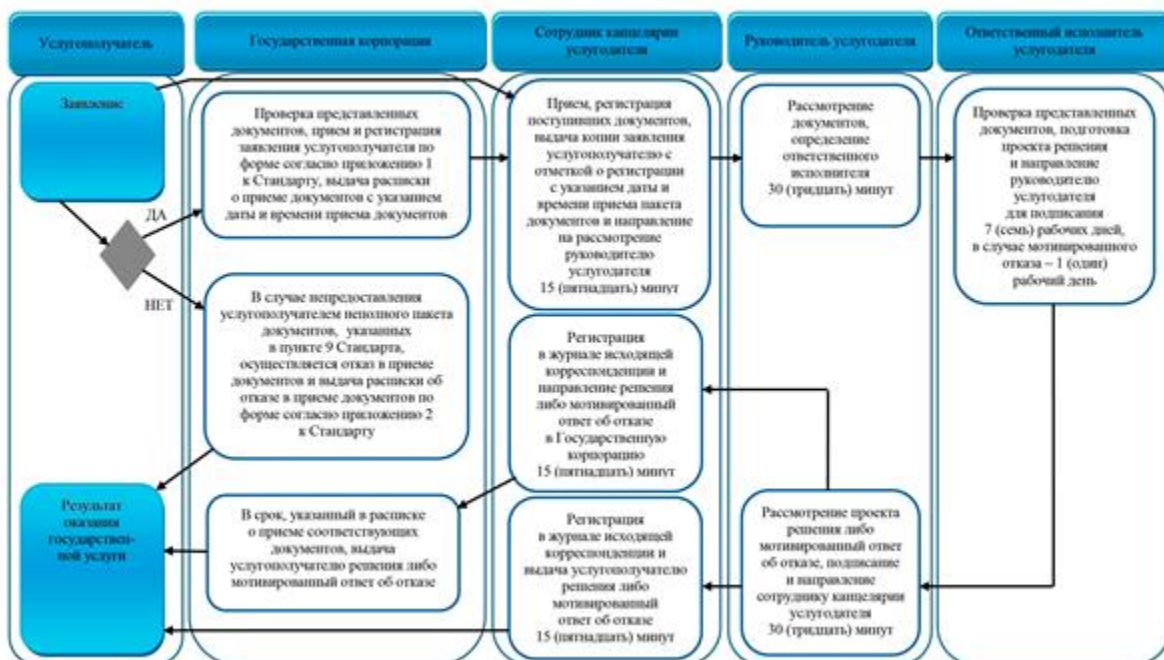 Услугополучатель
Государственная корпорация
Сотрудник канцелярии
услугодателя
Руководитель услугодателя
Ответственный исполнитель
услугодателя
Заявление
ДА
НЕТ
Проверка представленных
документов, прием и регистрация
заявления услугополучателя по
форме согласно приложению 1
к Стандарту, выдача расписки
о приеме документов с указанием
даты и времени приема документов
Прием, регистрация
поступивших документов,
выдача копии заявления
услугополучателю с
отметкой о регистрации
с указанием даты и
времени приема пакета
документов и направление
на рассмотрение
руководителю
услугодателя
15 (пятнадцать) минут
Рассмотрение
документов,
определение
ответственного
исполнителя
30 (тридцать) минут
Проверка представленных
документов, подготовка
проекта решения
и направление
руководителю
услугодателя
для подписания
7 (семь) рабочих дней,
в случае мотивированного
отказа – 1 (один)
рабочий день
В случае непредоставления
услугополучателем неполного пакета
документов, указанных
в пункте 9 Стандарта,
осуществляется отказ в приеме
документов и выдача расписки об
отказе в приеме документов по
форме согласно приложению 2
к Стандарту
Регистрация
в журнале исходящей
корреспонденции и
направление решения
либо мотивированный
ответ об отказе
в Государственную
корпорацию
15 (пятнадцать) минут
Результат
оказания
государствен-
ной услуги
В срок, указанный в расписке
о приеме соответствующих
документов, выдача
услугополучателю решения либо
мотивированный ответ об отказе
Регистрация
в журнале исходящей
корреспонденции и
выдача услугополучателю
решения либо
мотивированный
ответ об отказе
15 (пятнадцать) минут
Рассмотрение проекта
решения либо
мотивированный ответ
об отказе, подписание
и направление
сотруднику канцелярии
услугодателя
30 (тридцать) минут